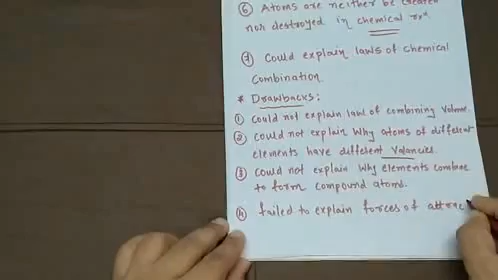 ⑥ Atoms are neither be created
nor destroyed in chemical rxⁿ.
⑦ Could explain laws of chemical
combination.
* Drawbacks:
① Could not explain law of combining volume.
② Could not explain why atoms of different
elements have different valancies.
③ Could not explain why elements combine
to form compound atoms.
④ failed to explain forces of attrac